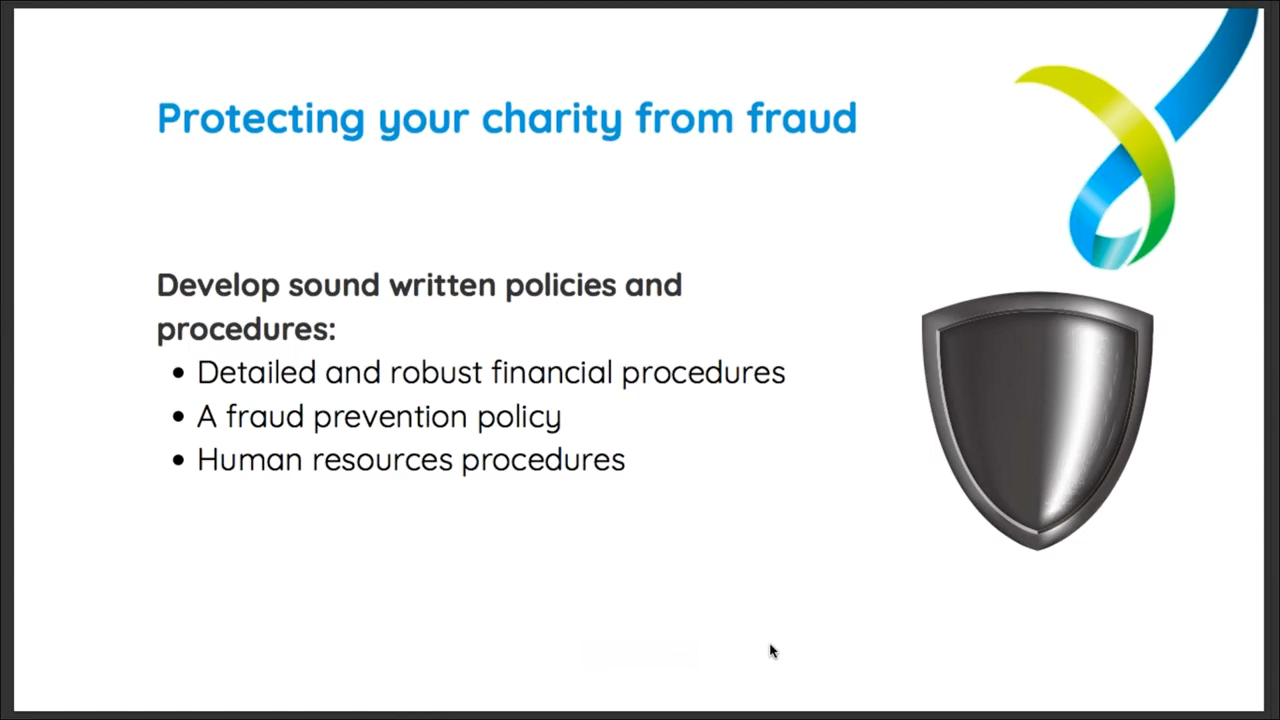 Protecting your charity from fraud
Develop sound written policies and
procedures:
• Detailed and robust financial procedures
• A fraud prevention policy
• Human resources procedures